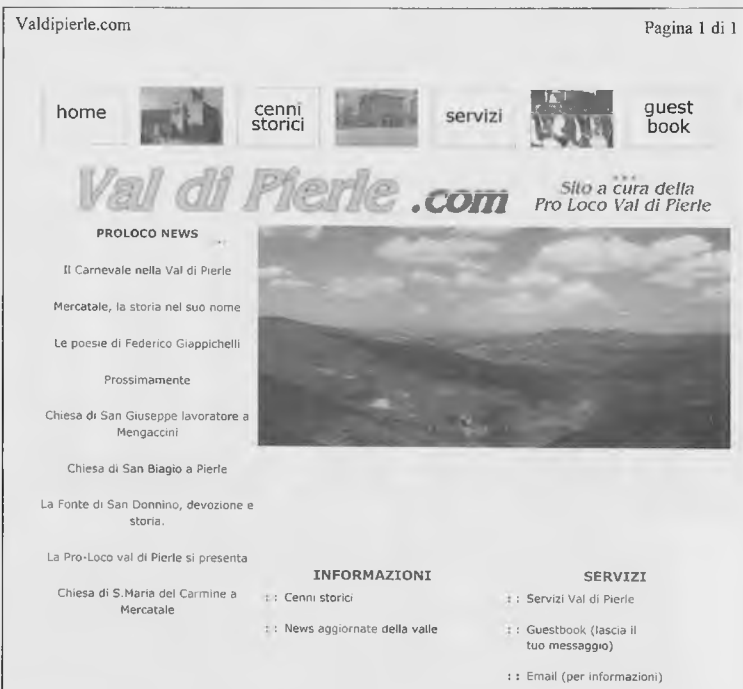 Valdipierle.com
Pagina 1 di 1
home
cenni
storici
servizi
guest
book
Val di Pierle .com
Sito a cura della
Pro Loco Val di Pierle
PROLOCO NEWS
Il Carnevale nella Val di Pierle
Mercatale, la storia nel suo nome
Le poesie di Federico Giappichelli
Prossimamente
Chiesa di San Giuseppe lavoratore a
Mengaccini
Chiesa di San Biagio a Pierle
La Fonte di San Donnino, devozione e
storia.
La Pro-Loco val di Pierle si presenta
Chiesa di S.Maria del Carmine a
Mercatale
INFORMAZIONI
: : Cenni storici
: : News aggiornate della valle
SERVIZI
: : Servizi Val di Pierle
: : Guestbook (lascia il
tuo messaggio)
: : Email (per informazioni)